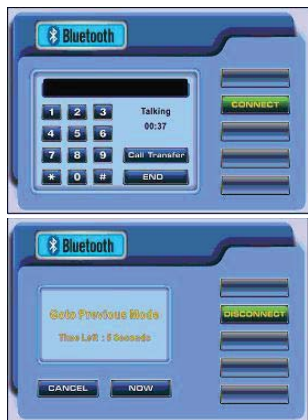 Bluetooth
CONNECT
1 2 3 Talking
4 5 6 00:37
7 8 9 Call Transfer
* 0 # END
Bluetooth
Goto Previous Mode
Time Left : 5 Seconds
DISCONNECT
CANCEL NOW